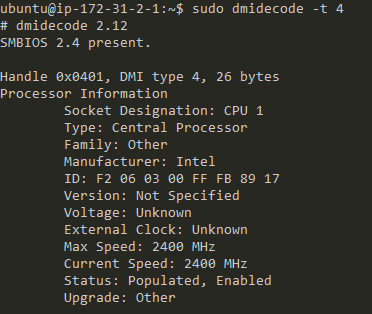 ubuntu@ip-172-31-2-1:~$ sudo dmidecode -t 4
# dmidecode 2.12
SMBIOS 2.4 present.

Handle 0x0401, DMI type 4, 26 bytes
Processor Information
        Socket Designation: CPU 1
        Type: Central Processor
        Family: Other
        Manufacturer: Intel
        ID: F2 06 03 00 FF FB 89 17
        Version: Not Specified
        Voltage: Unknown
        External Clock: Unknown
        Max Speed: 2400 MHz
        Current Speed: 2400 MHz
        Status: Populated, Enabled
        Upgrade: Other